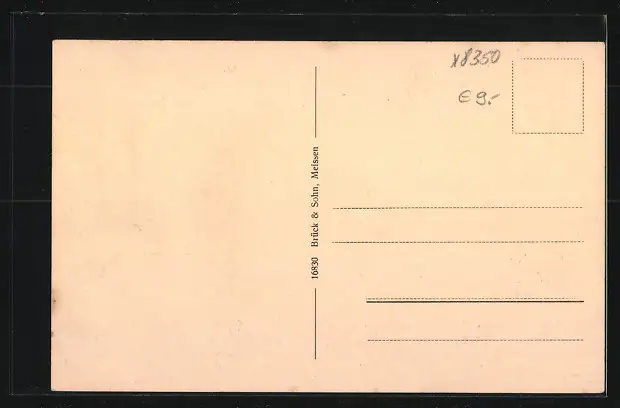 x8350
€ 9.-
16830 Brück & Sohn, Meissen